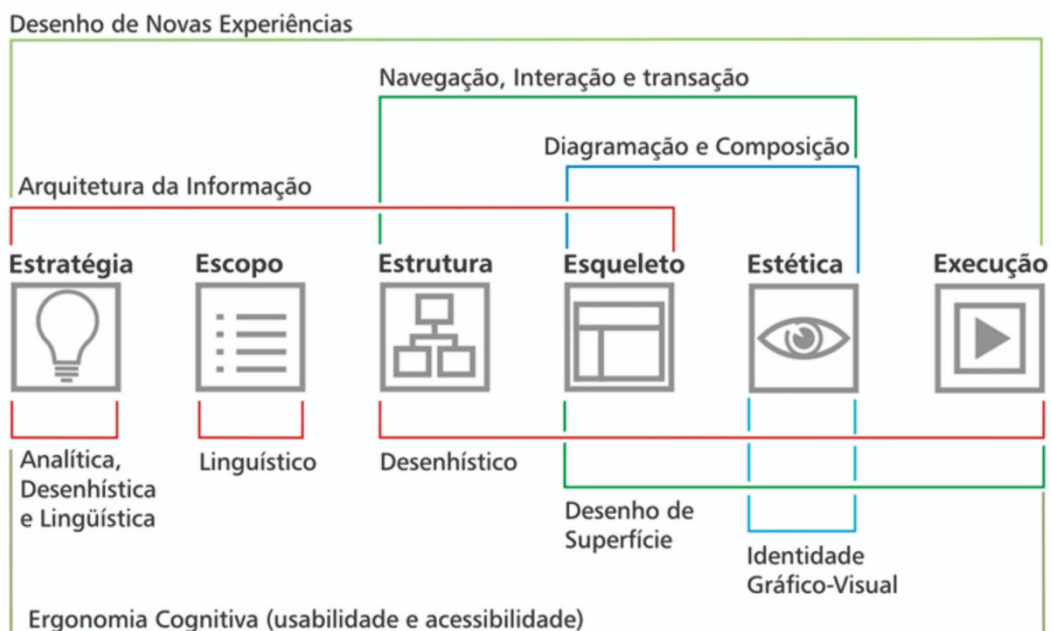 Desenho de Novas Experiências
Navegação, Interação e transação
Diagramação e Composição
Arquitetura da Informação
Estratégia
Escopo
Estrutura
Esqueleto
Estética
Execução
Analítica,
Desenhística
e Lingüística
Linguístico
Desenhístico
Desenho de
Superfície
Identidade
Gráfico-Visual
Ergonomia Cognitiva (usabilidade e acessibilidade)